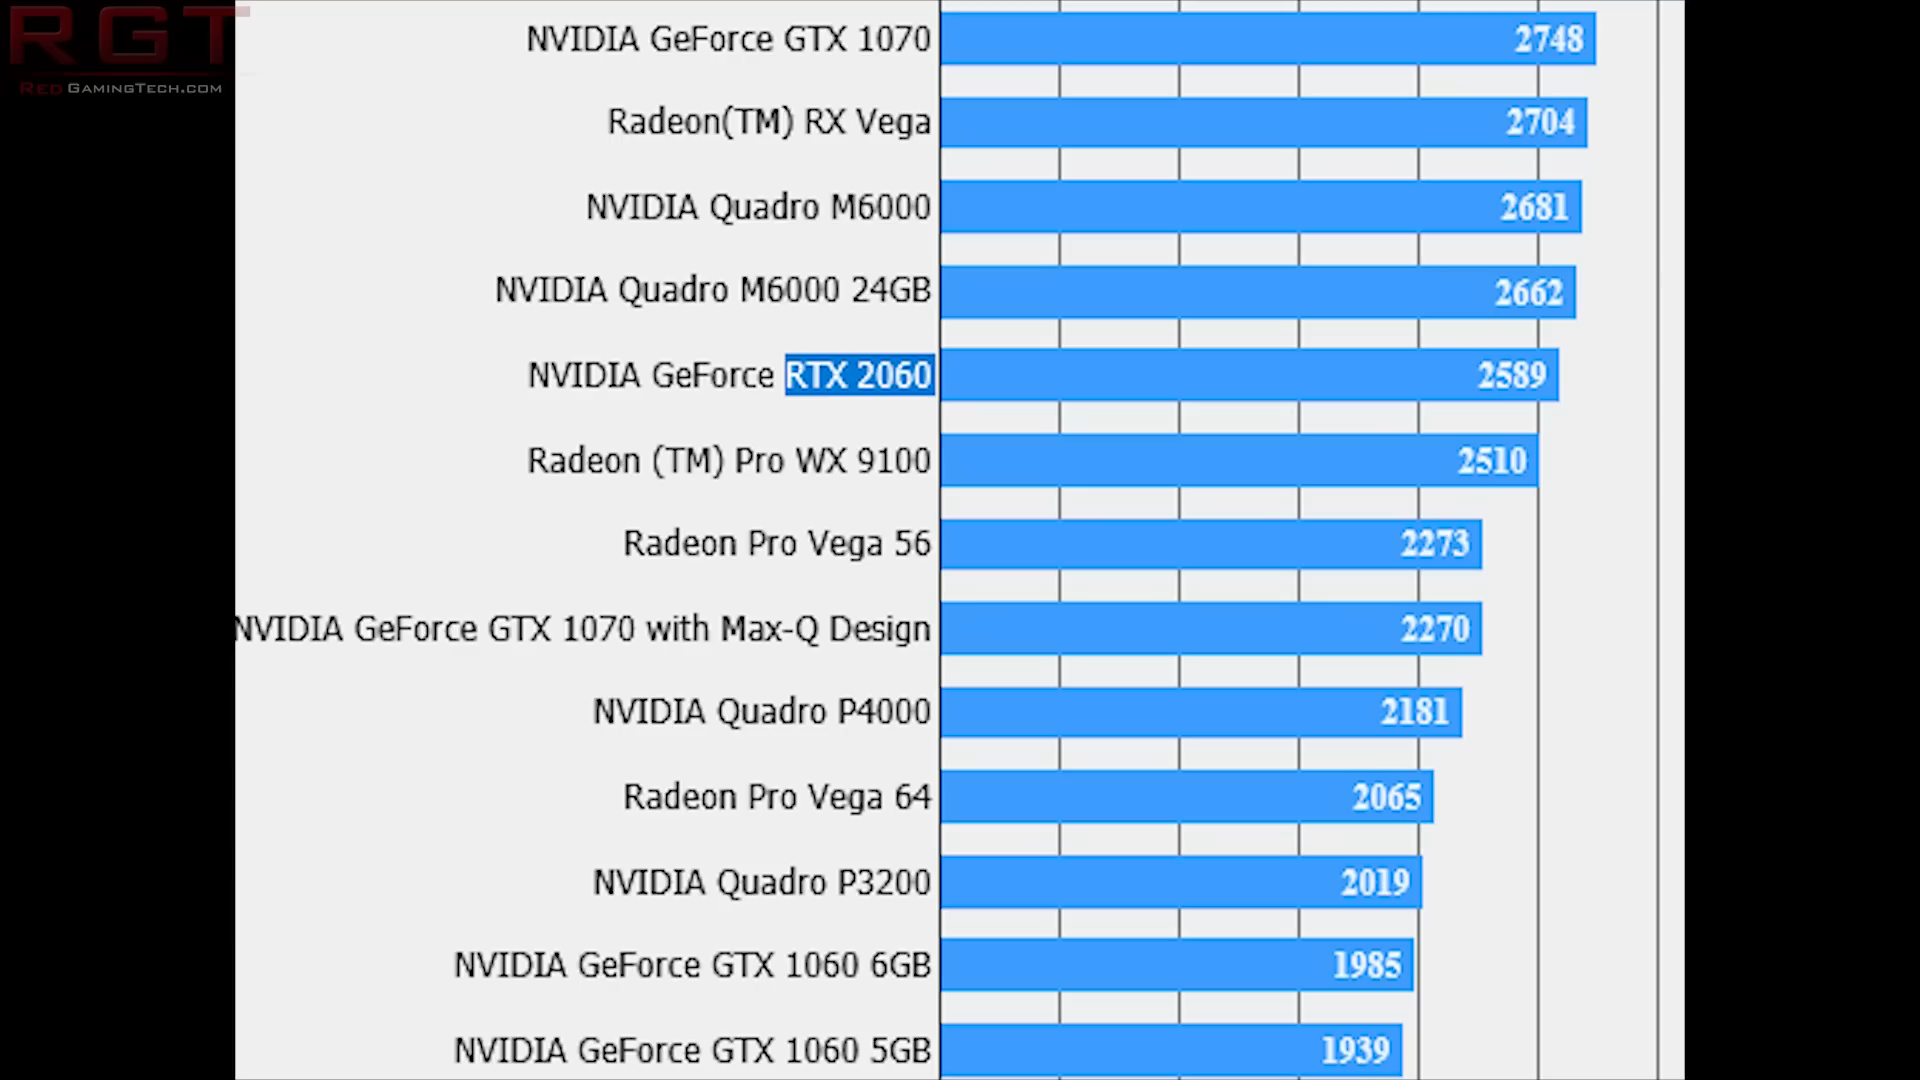 RGT
RedGamingTech.com
NVIDIA GeForce GTX 1070 2748
Radeon(TM) RX Vega 2704
NVIDIA Quadro M6000 2681
NVIDIA Quadro M6000 24GB 2662
NVIDIA GeForce RTX 2060 2589
Radeon (TM) Pro WX 9100 2510
Radeon Pro Vega 56 2273
NVIDIA GeForce GTX 1070 with Max-Q Design 2270
NVIDIA Quadro P4000 2181
Radeon Pro Vega 64 2065
NVIDIA Quadro P3200 2019
NVIDIA GeForce GTX 1060 6GB 1985
NVIDIA GeForce GTX 1060 5GB 1939